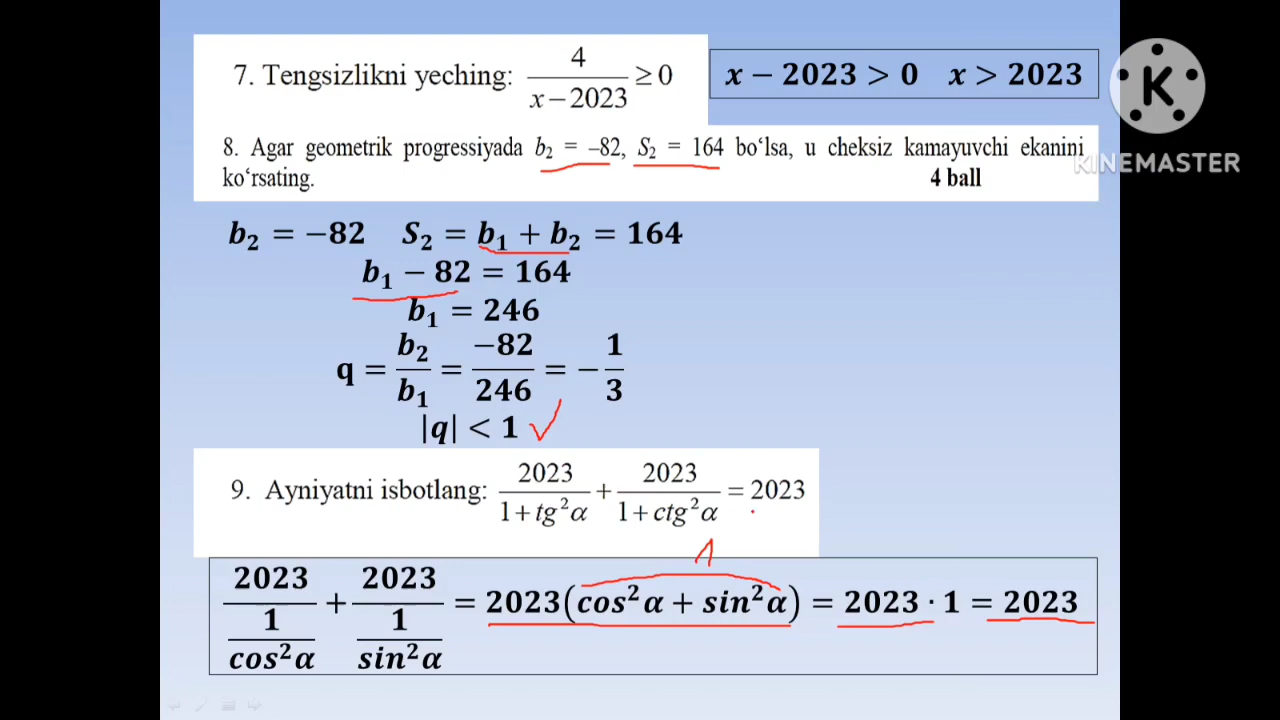 7. Tengsizlikni yeching: 4/(x − 2023) ≥ 0
x − 2023 > 0 x > 2023
8. Agar geometrik progressiyada b₂ = –82, S₂ = 164 bo‘lsa, u cheksiz kamayuvchi ekanini
ko‘rsating. 4 ball
K
KINEMASTER
b₂ = −82 S₂ = b₁ + b₂ = 164
b₁ − 82 = 164
b₁ = 246
q = b₂/b₁ = −82/246 = −1/3
|q| < 1 ✓
9. Ayniyatni isbotlang: 2023/(1 + tg²α) + 2023/(1 + ctg²α) = 2023
1
2023/(1/cos²α) + 2023/(1/sin²α) = 2023(cos²α + sin²α) = 2023 · 1 = 2023